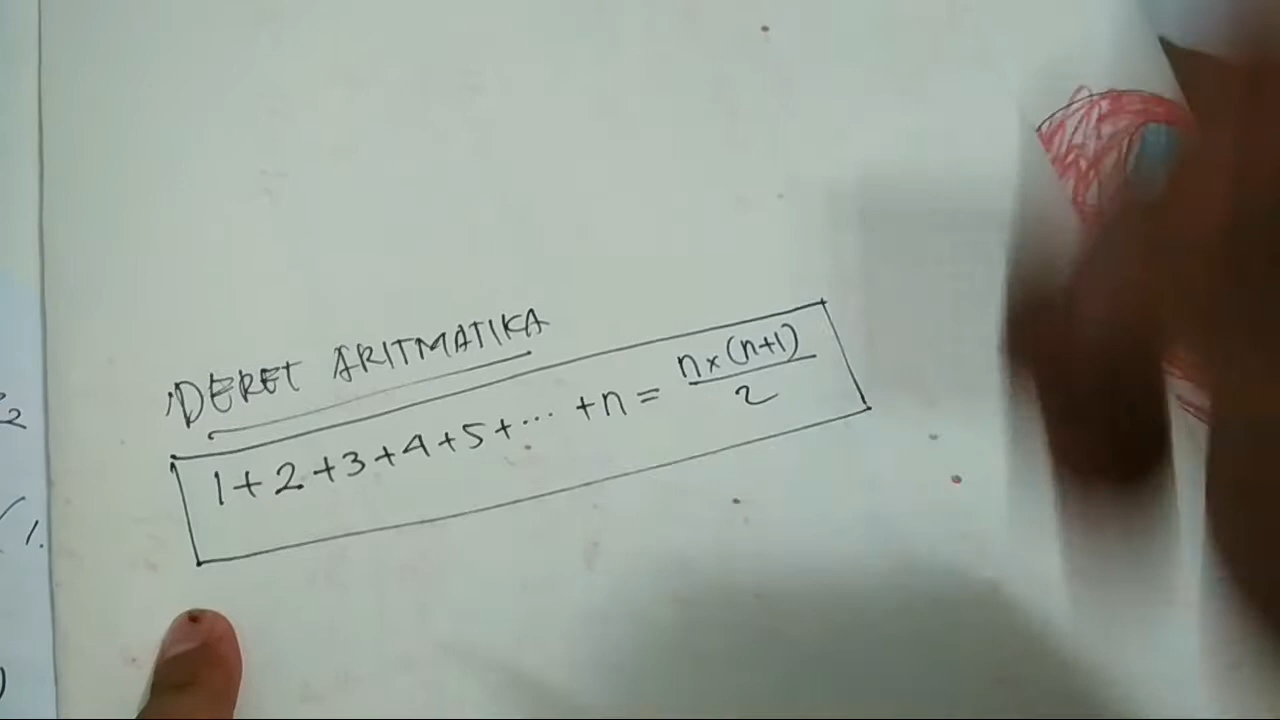 DERET ARITMATIKA
1+2+3+4+5+... +n = n×(n+1)/2